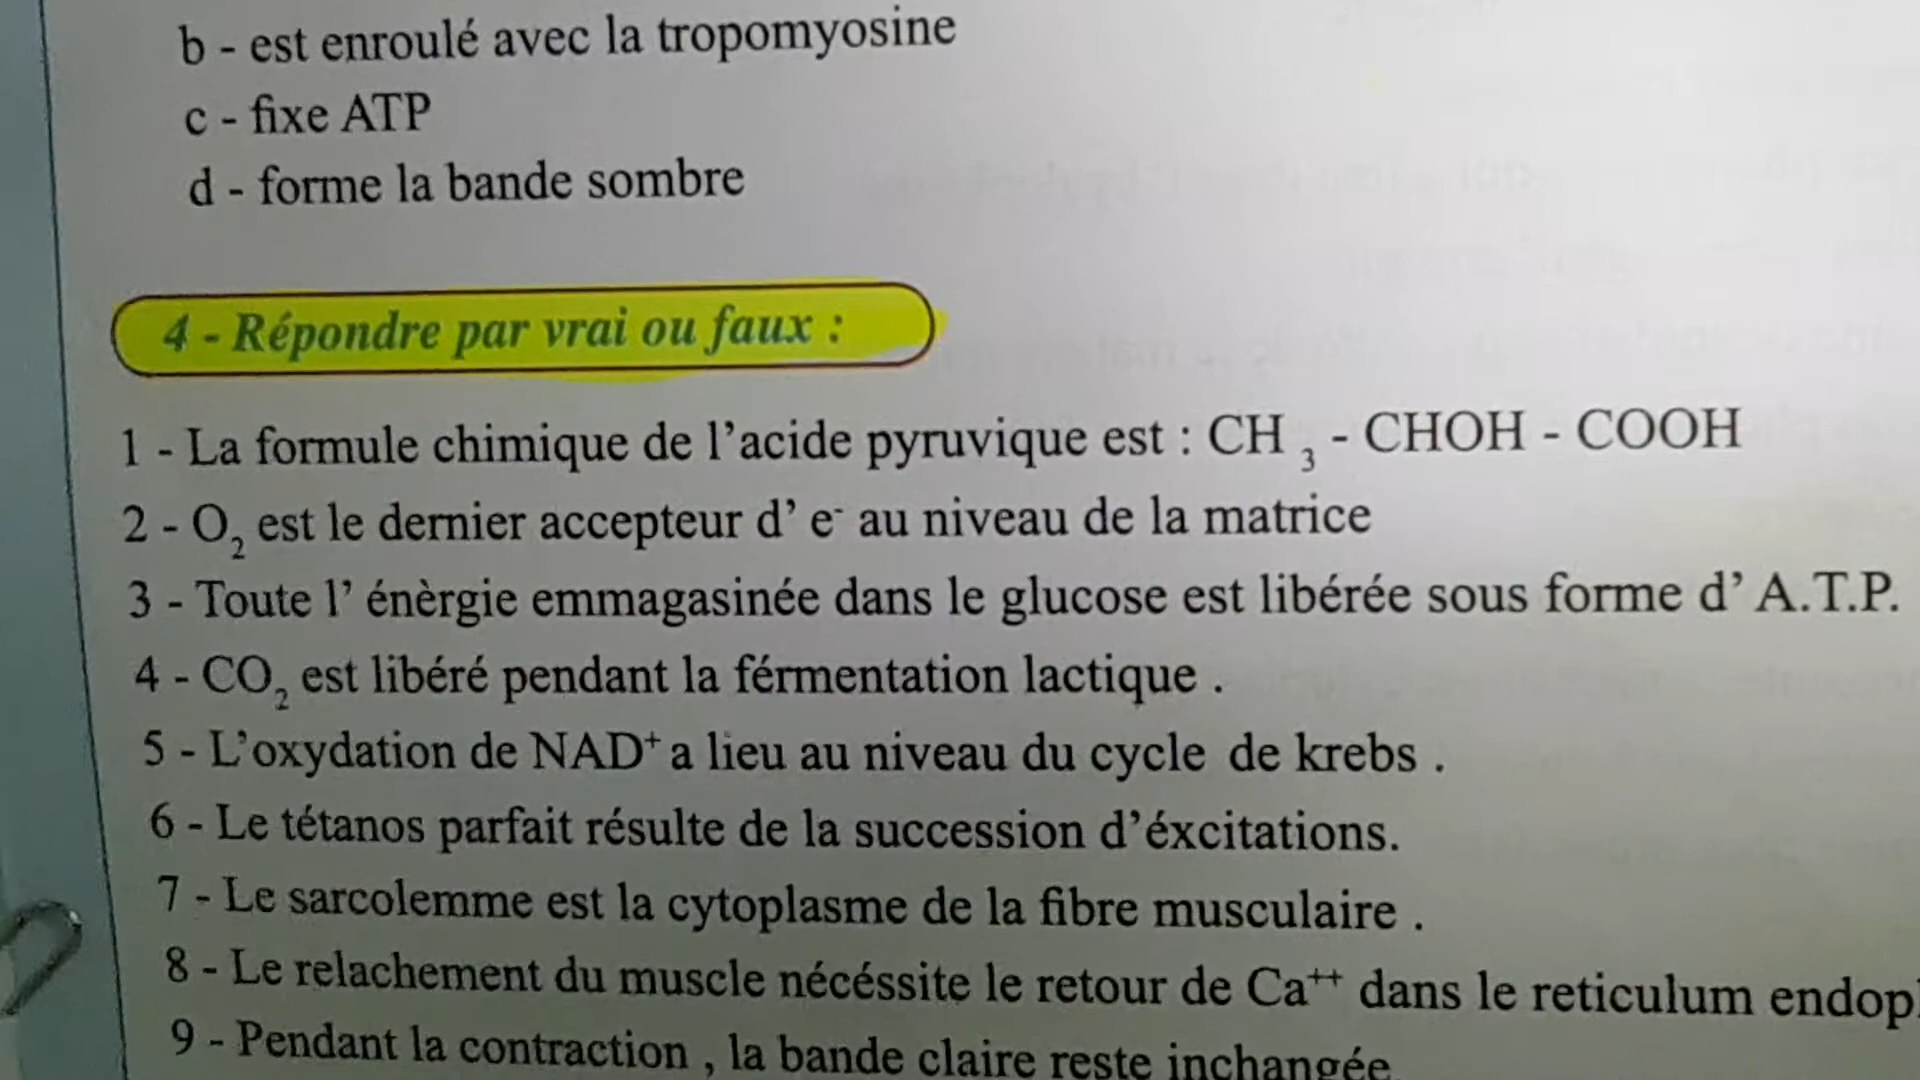 b - est enroulé avec la tropomyosine
c - fixe ATP
d - forme la bande sombre
4 - Répondre par vrai ou faux :
1 - La formule chimique de l’acide pyruvique est : CH₃ - CHOH - COOH
2 - O₂ est le dernier accepteur d’ e⁻ au niveau de la matrice
3 - Toute l’ énèrgie emmagasinée dans le glucose est libérée sous forme d’ A.T.P.
4 - CO₂ est libéré pendant la férmentation lactique .
5 - L’oxydation de NAD⁺ a lieu au niveau du cycle de krebs .
6 - Le tétanos parfait résulte de la succession d’éxcitations.
7 - Le sarcolemme est la cytoplasme de la fibre musculaire .
8 - Le relachement du muscle nécéssite le retour de Ca⁺⁺ dans le reticulum endopl
9 - Pendant la contraction , la bande claire reste inchangée